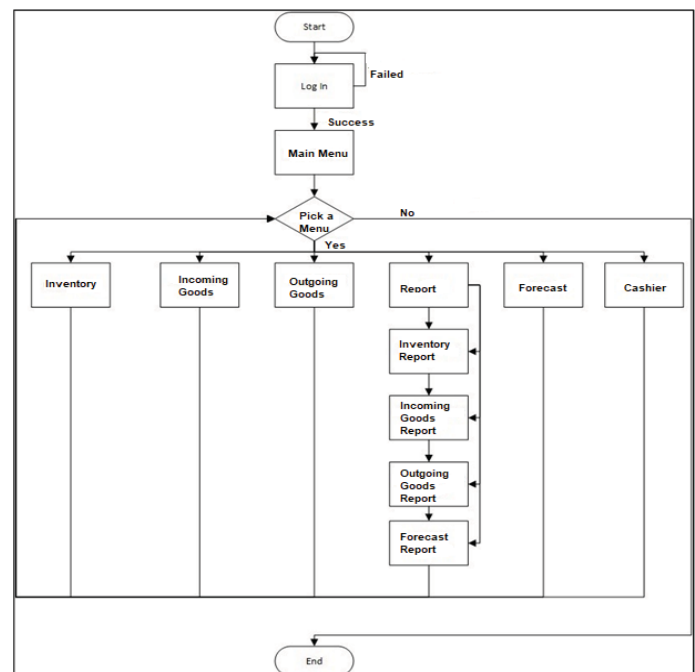 Start
Failed
Log In
Success
Main Menu
Pick a
Menu
No
Yes
Inventory
Incoming
Goods
Outgoing
Goods
Report
Forecast
Cashier
Inventory
Report
Incoming
Goods
Report
Outgoing
Goods
Report
Forecast
Report
End